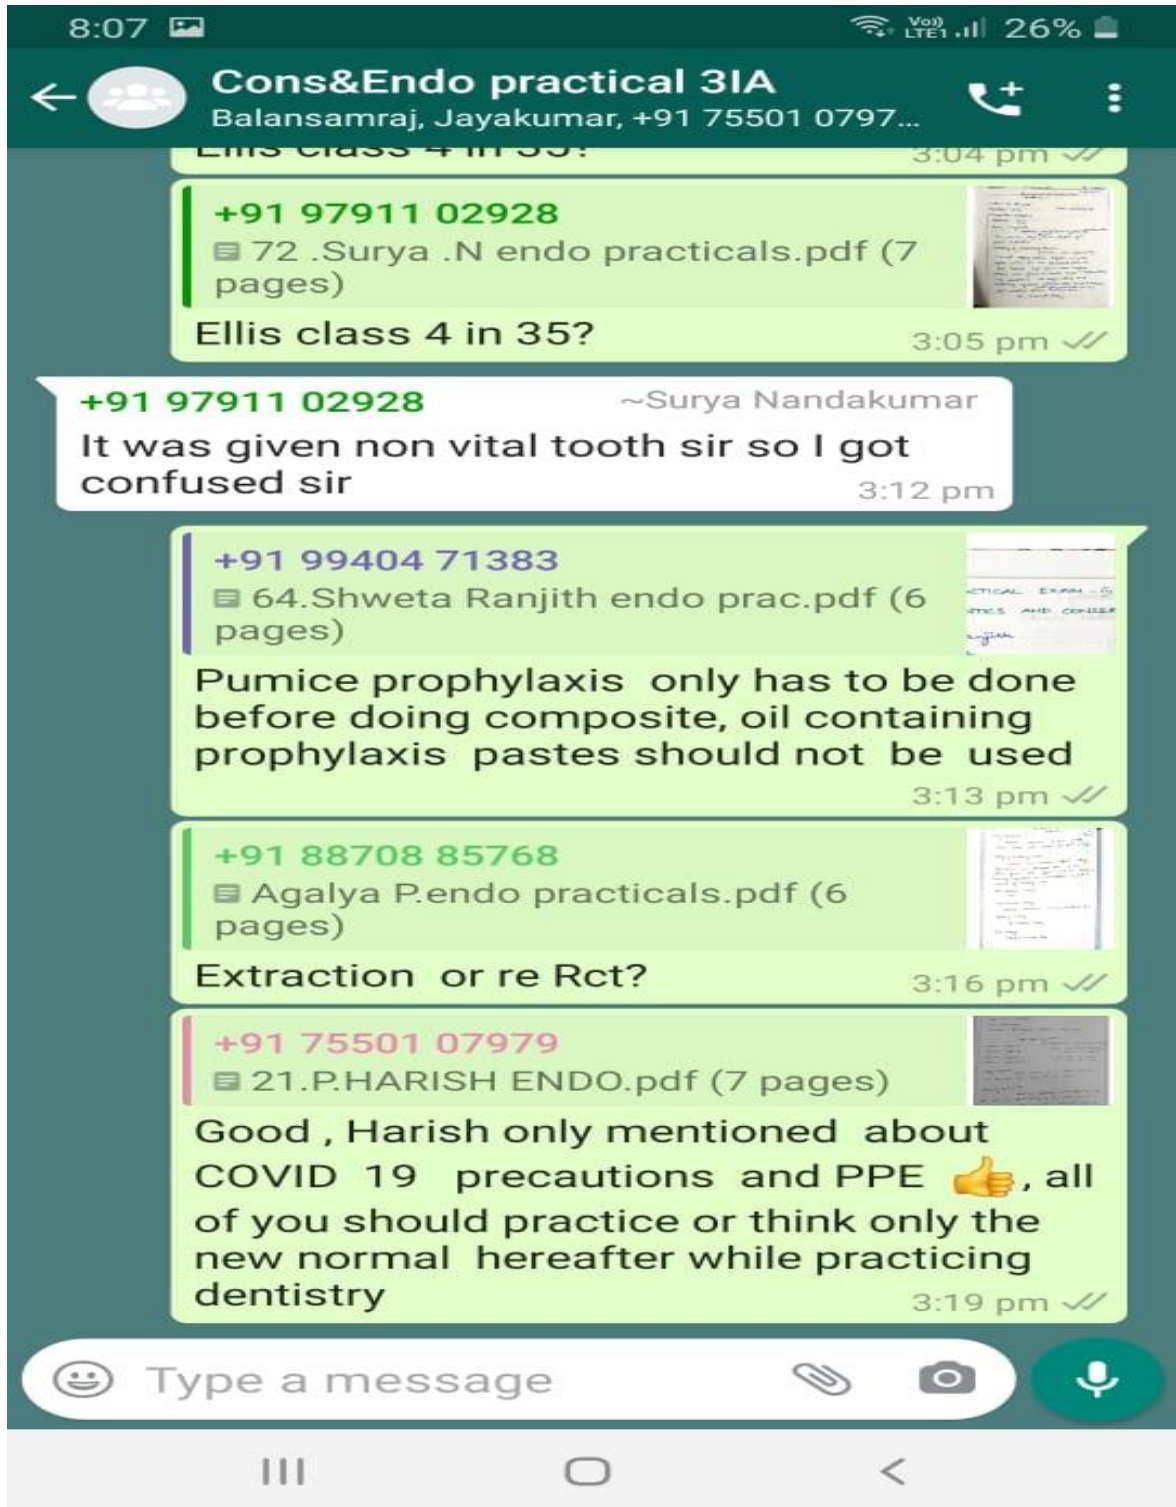 8:07
Vo))
LTE1
26%
Cons&Endo practical 3IA
Balansamraj, Jayakumar, +91 75501 0797...
Ellis class 4 in 35?
3:04 pm
+91 97911 02928
72 .Surya .N endo practicals.pdf (7
pages)
Ellis class 4 in 35?
3:05 pm
+91 97911 02928 ~Surya Nandakumar
It was given non vital tooth sir so I got
confused sir
3:12 pm
+91 99404 71383
64.Shweta Ranjith endo prac.pdf (6
pages)
Pumice prophylaxis only has to be done
before doing composite, oil containing
prophylaxis pastes should not be used
3:13 pm
+91 88708 85768
Agalya P.endo practicals.pdf (6
pages)
Extraction or re Rct?
3:16 pm
+91 75501 07979
21.P.HARISH ENDO.pdf (7 pages)
Good , Harish only mentioned about
COVID 19 precautions and PPE 👍, all
of you should practice or think only the
new normal hereafter while practicing
dentistry
3:19 pm
Type a message